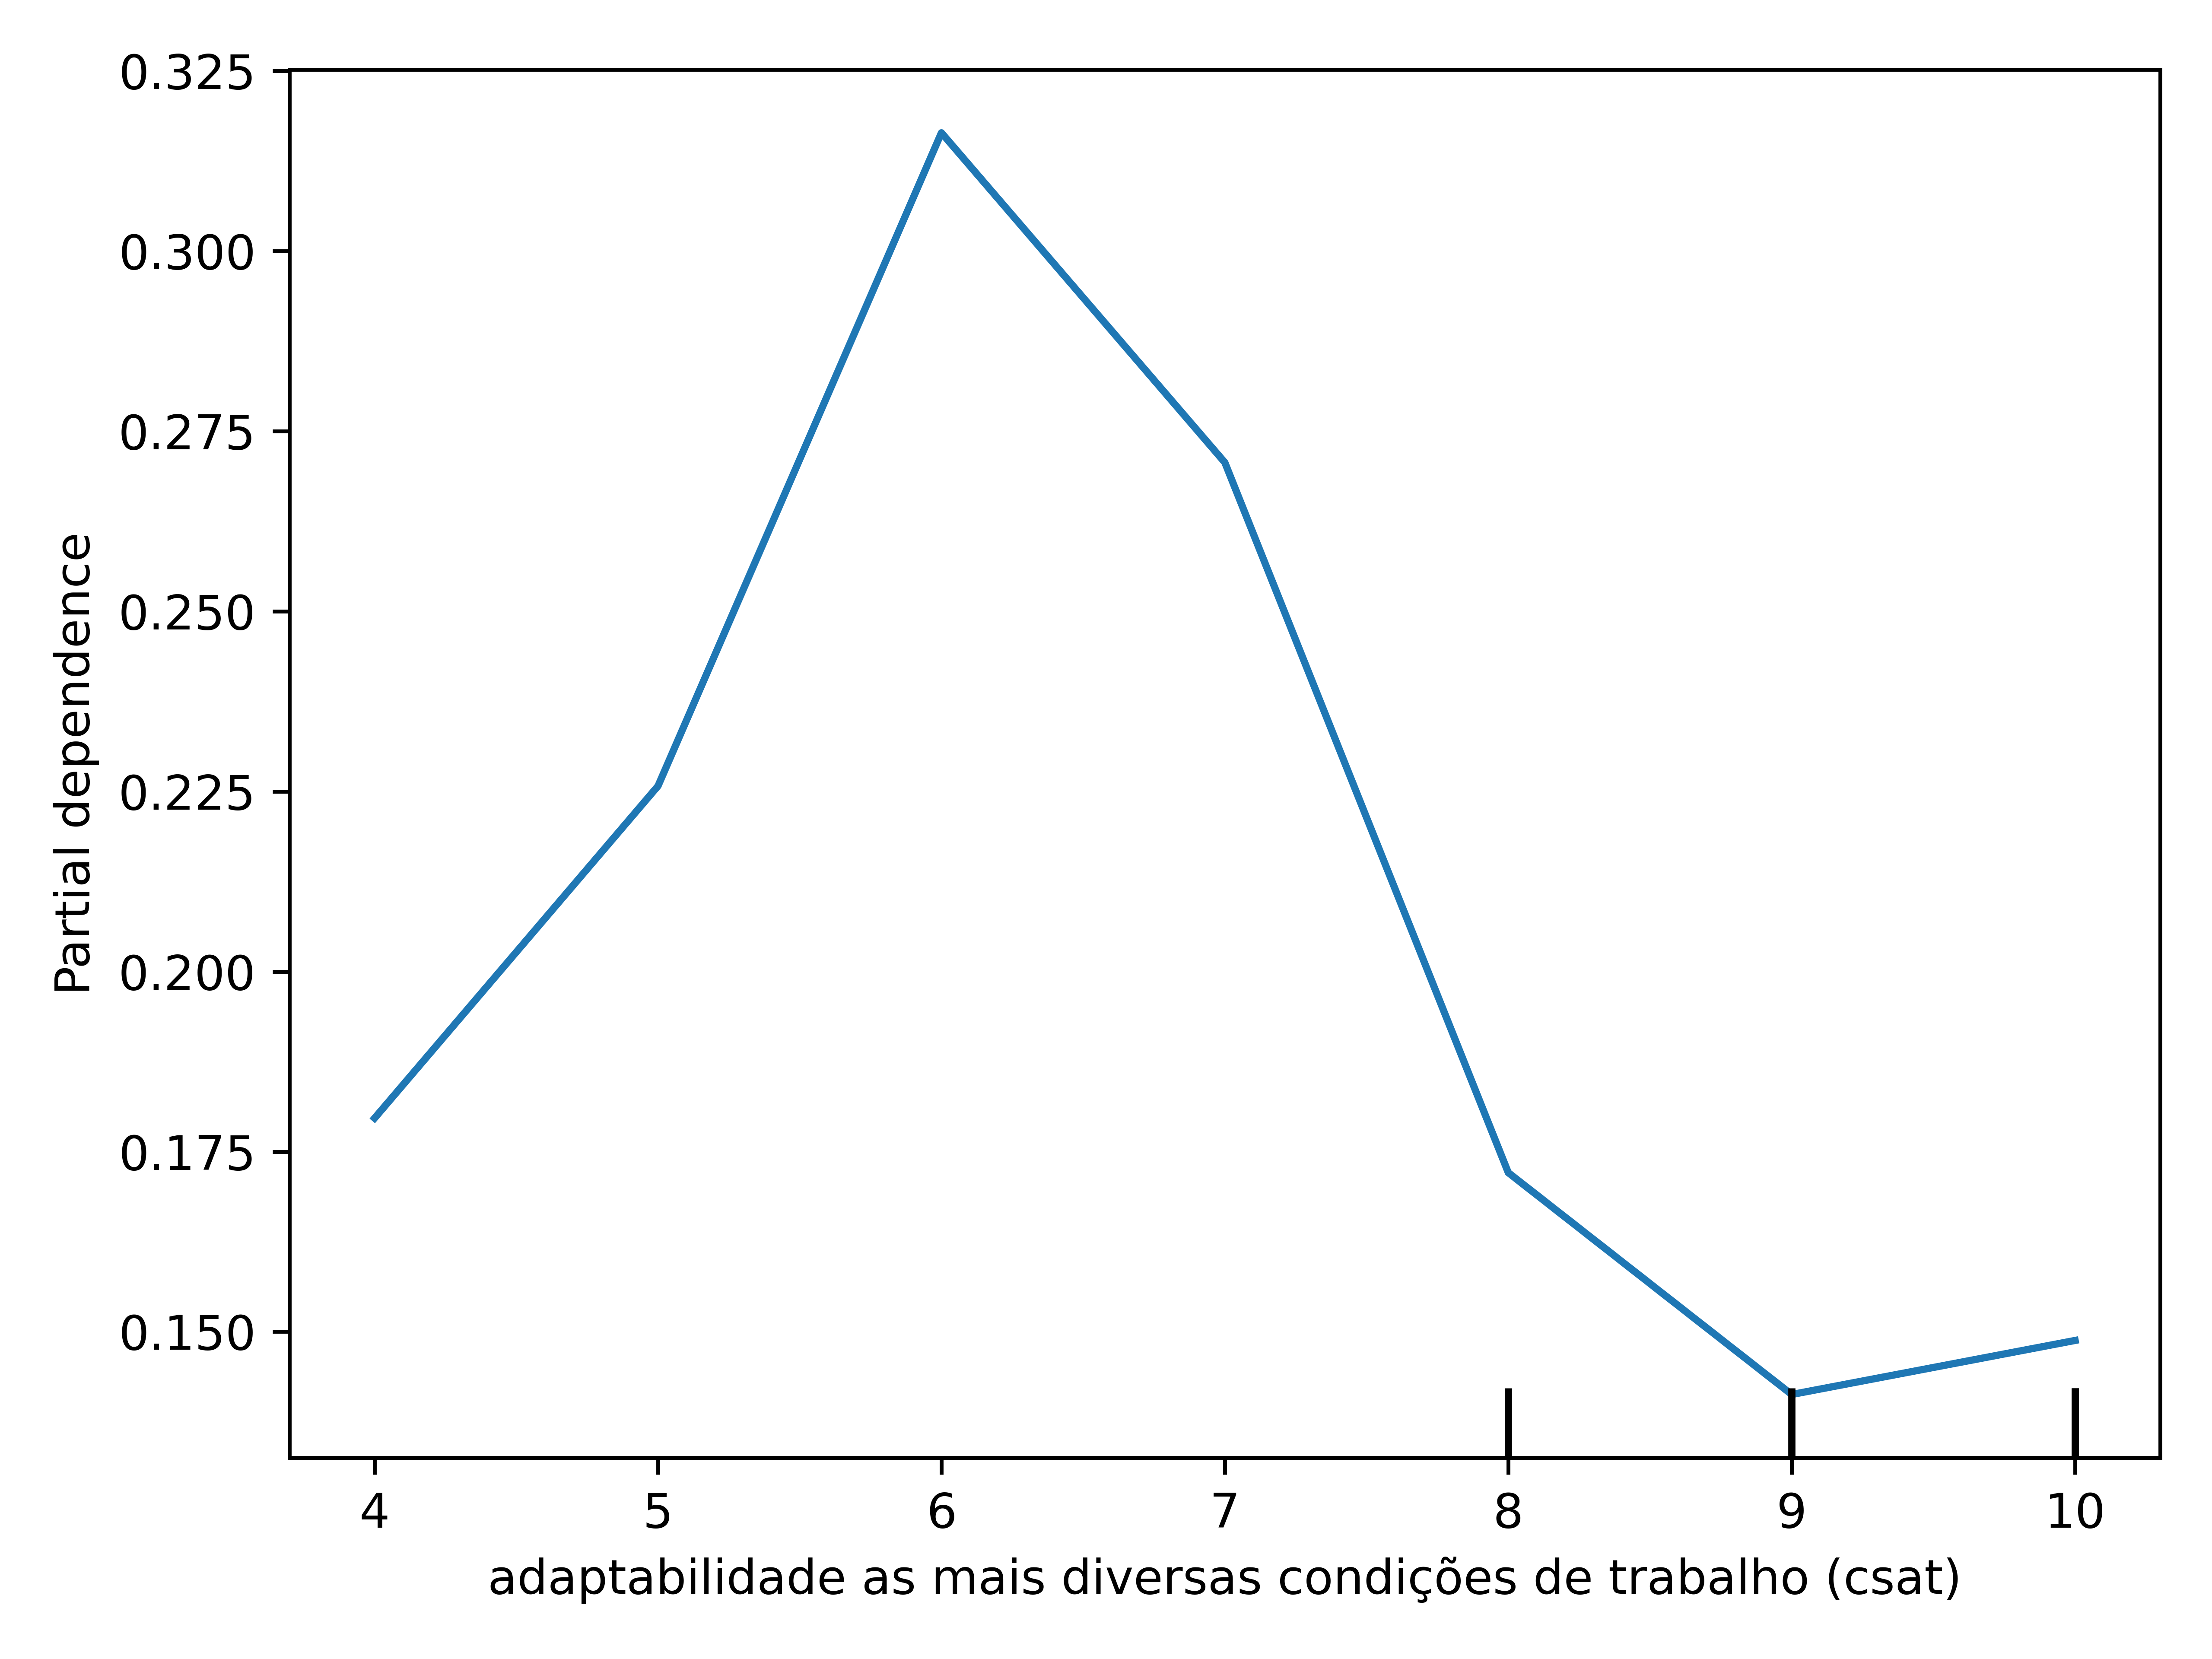 0.325
0.300
0.275
0.250
0.225
0.200
0.175
0.150
Partial dependence
4 5 6 7 8 9 10
adaptabilidade as mais diversas condições de trabalho (csat)